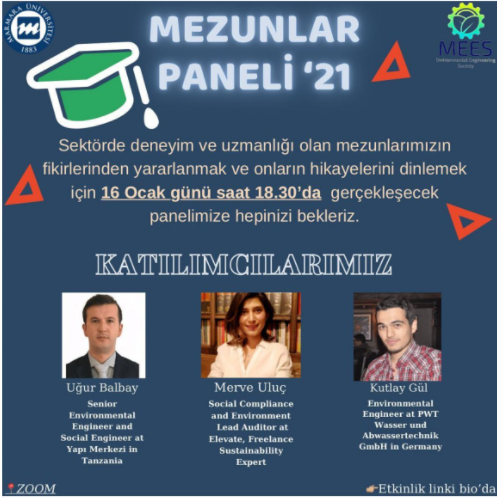 MARMARA ÜNİVERSİTESİ
1883
MEZUNLAR
PANELİ ‘21
MEES
Environmental Engineering
Society
Sektörde deneyim ve uzmanlığı olan mezunlarımızın
fikirlerinden yararlanmak ve onların hikayelerini dinlemek
için 16 Ocak günü saat 18.30’da gerçekleşecek
panelimize hepinizi bekleriz.
KATILIMCILARIMIZ
Uğur Balbay
Senior
Environmental
Engineer and
Social Engineer at
Yapı Merkezi in
Tanzania
Merve Uluç
Social Compliance
and Environment
Lead Auditor at
Elevate, Freelance
Sustainability
Expert
Kutlay Gül
Environmental
Engineer at PWT
Wasser und
Abwassertechnik
GmbH in Germany
ZOOM
Etkinlik linki bio’da